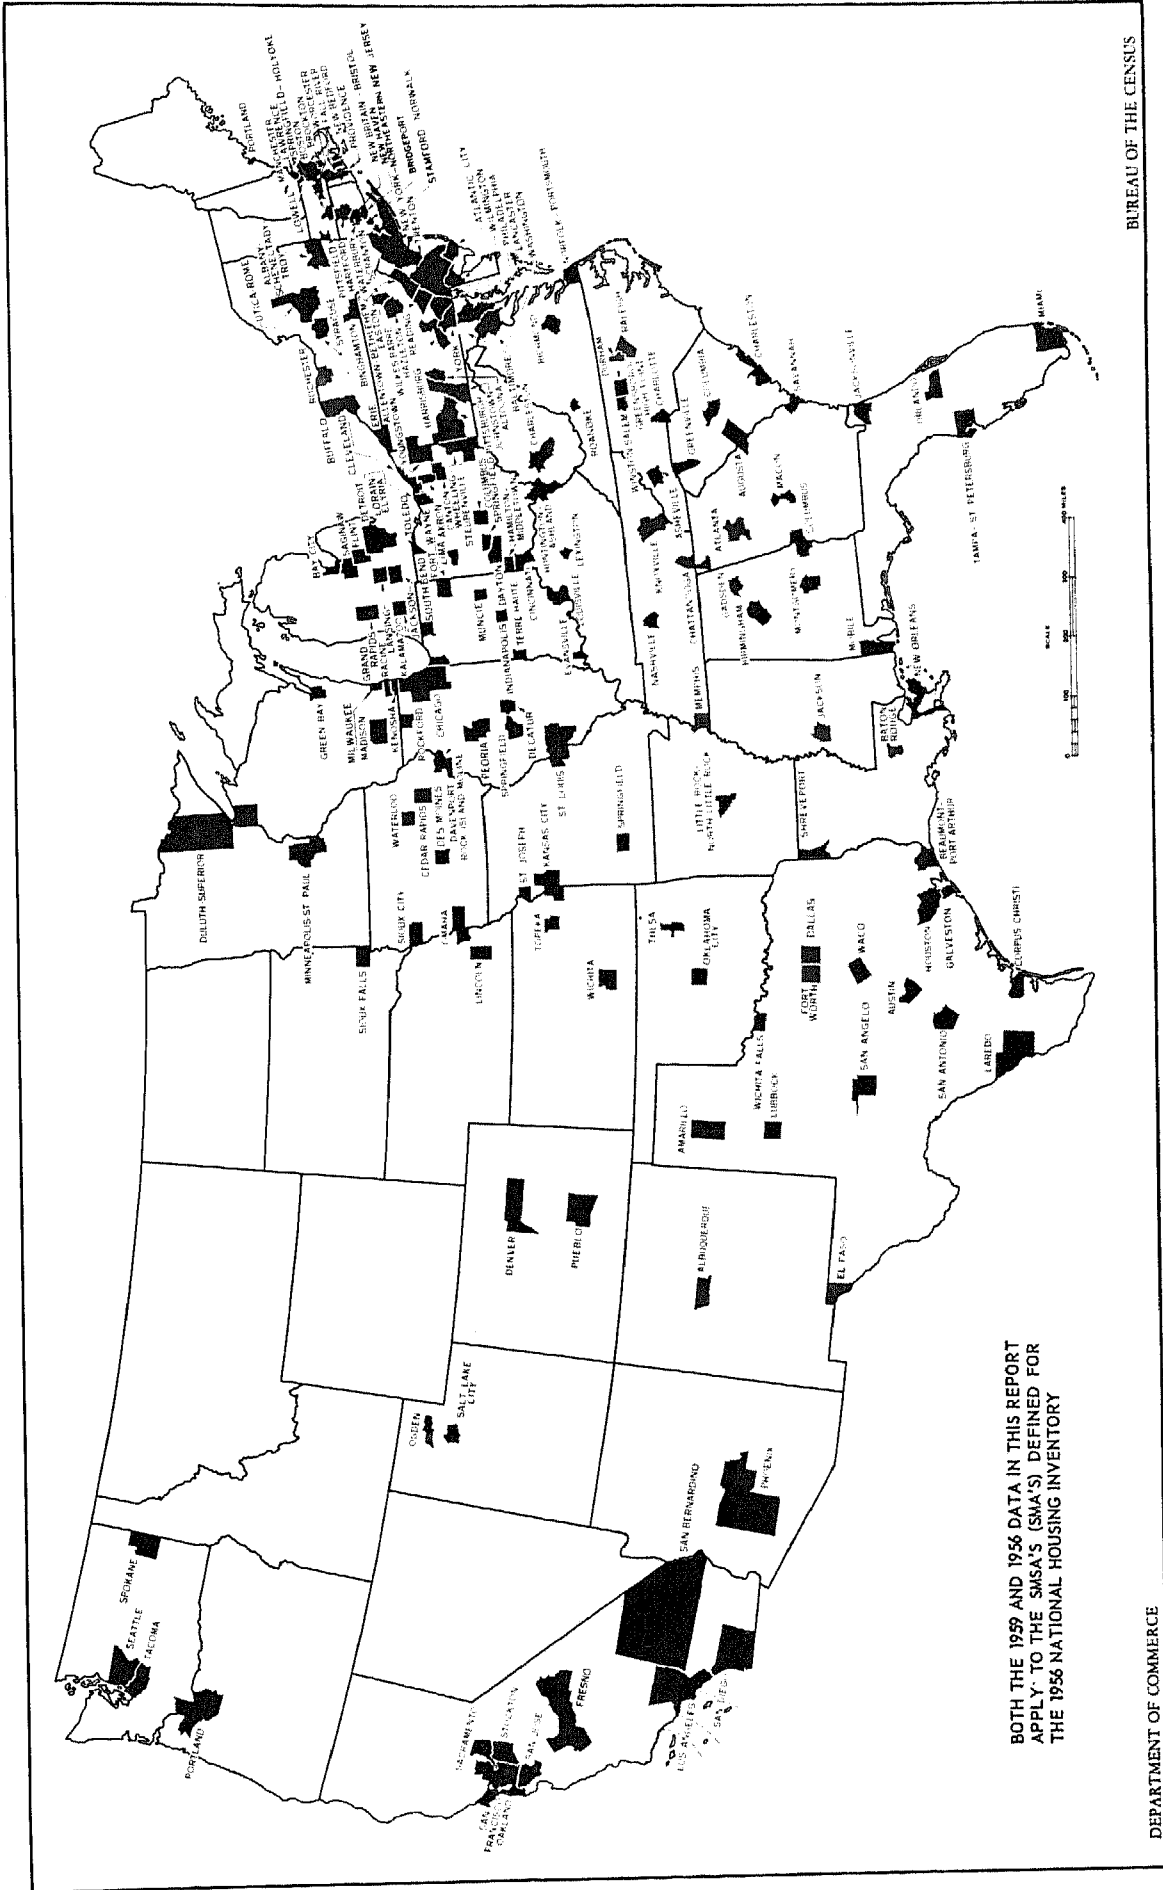 PORTLAND
SEATTLE
TACOMA
SPOKANE
PORTLAND
SACRAMENTO
STOCKTON
SAN JOSE
SAN
FRANCISCO
OAKLAND
FRESNO
LOS ANGELES
SAN DIEGO
SAN BERNARDINO
PHOENIX
OGDEN
SALT LAKE
CITY
DENVER
PUEBLO
ALBUQUERQUE
EL PASO
AMARILLO
LUBBOCK
WICHITA FALLS
SAN ANGELO
FORT
WORTH
DALLAS
WACO
AUSTIN
SAN ANTONIO
LAREDO
CORPUS CHRISTI
HOUSTON
GALVESTON
BEAUMONT-
PORT ARTHUR
OKLAHOMA
CITY
TULSA
WICHITA
TOPEKA
LINCOLN
OMAHA
SIOUX CITY
SIOUX FALLS
MINNEAPOLIS-ST. PAUL
DULUTH-SUPERIOR
WATERLOO
CEDAR RAPIDS
DES MOINES
DAVENPORT
ROCK ISLAND-MOLINE
ST. JOSEPH
KANSAS CITY
ST. LOUIS
SPRINGFIELD
LITTLE ROCK-
NORTH LITTLE ROCK
SHREVEPORT
BATON
ROUGE
NEW ORLEANS
JACKSON
MOBILE
MEMPHIS
NASHVILLE
KNOXVILLE
CHATTANOOGA
GADSDEN
BIRMINGHAM
MONTGOMERY
COLUMBUS
ATLANTA
MACON
AUGUSTA
SAVANNAH
JACKSONVILLE
ORLANDO
TAMPA-ST. PETERSBURG
MIAMI
CHARLESTON
COLUMBIA
GREENVILLE
ASHEVILLE
CHARLOTTE
WINSTON SALEM
GREENSBORO
HIGH POINT
DURHAM
RALEIGH
ROANOKE
RICHMOND
NORFOLK-PORTSMOUTH
GREEN BAY
MILWAUKEE
MADISON
KENOSHA
RACINE
ROCKFORD
CHICAGO
PEORIA
SPRINGFIELD
DECATUR
INDIANAPOLIS
TERRE HAUTE
EVANSVILLE
LOUISVILLE
LEXINGTON
MUNCIE
DAYTON
CINCINNATI
HAMILTON-
MIDDLETOWN
HUNTINGTON
ASHLAND
CHARLESTON
GRAND
RAPIDS
LANSING
KALAMAZOO
JACKSON
SOUTH BEND
FORT WAYNE
BAY CITY
SAGINAW
FLINT
DETROIT
LORAIN
ELYRIA
TOLEDO
LIMA
AKRON
CANTON
WHEELING
STEUBENVILLE
CLEVELAND
YOUNGSTOWN
ERIE
BUFFALO
ROCHESTER
SYRACUSE
UTICA-ROME
ALBANY
SCHENECTADY
TROY
BINGHAMTON
PITTSFIELD
HARTFORD
WATERBURY
SCRANTON
ALLENTOWN-BETHLEHEM
EASTON
WILKES-BARRE
HAZLETON
READING
HARRISBURG
YORK
BALTIMORE
LOWELL
MANCHESTER
LAWRENCE
SPRINGFIELD-HOLYOKE
BOSTON
BROCKTON
WORCESTER
FALL RIVER
NEW BEDFORD
PROVIDENCE
NEW BRITAIN-BRISTOL
NEW HAVEN
NEW YORK-NORTHEASTERN NEW JERSEY
BRIDGEPORT
TRENTON
STAMFORD NORWALK
ATLANTIC CITY
WILMINGTON
PHILADELPHIA
LANCASTER
WASHINGTON
SCALE
0 100 200 300 400 MILES
BOTH THE 1959 AND 1956 DATA IN THIS REPORT
APPLY TO THE SMSA'S (SMA'S) DEFINED FOR
THE 1956 NATIONAL HOUSING INVENTORY
DEPARTMENT OF COMMERCE
BUREAU OF THE CENSUS